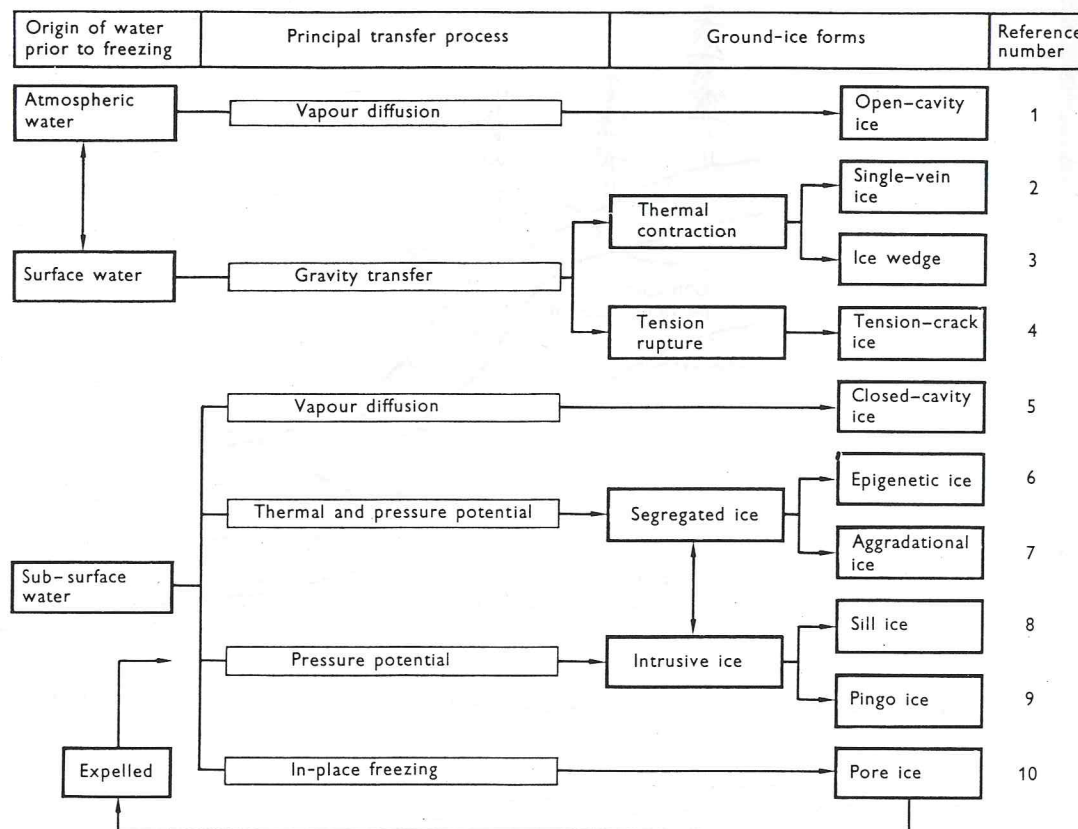 Origin of water
prior to freezing
Principal transfer process
Ground-ice forms
Reference
number
Atmospheric
water
Vapour diffusion
Open-cavity
ice
1
Single-vein
ice
2
Thermal
contraction
Surface water
Gravity transfer
Ice wedge
3
Tension
rupture
Tension-crack
ice
4
Vapour diffusion
Closed-cavity
ice
5
Epigenetic ice
6
Thermal and pressure potential
Segregated ice
Aggradational
ice
7
Sub-surface
water
Sill ice
8
Pressure potential
Intrusive ice
Pingo ice
9
Expelled
In-place freezing
Pore ice
10